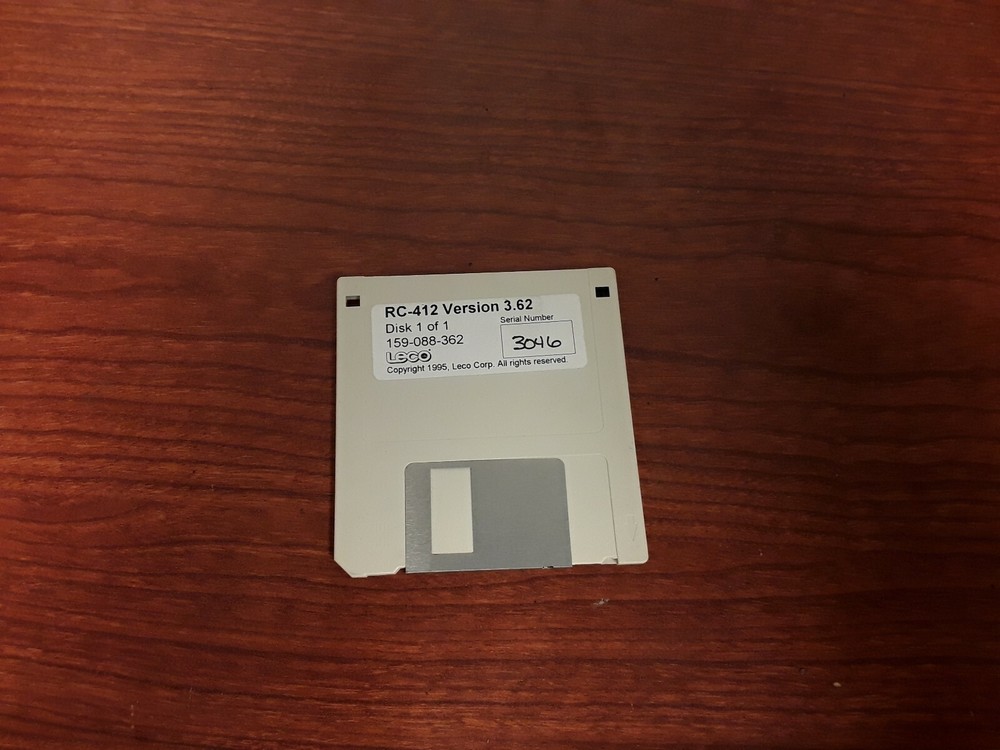 RC-412 Version 3.62
Disk 1 of 1
Serial Number
159-088-362
3046
LECO
Copyright 1995, Leco Corp. All rights reserved.